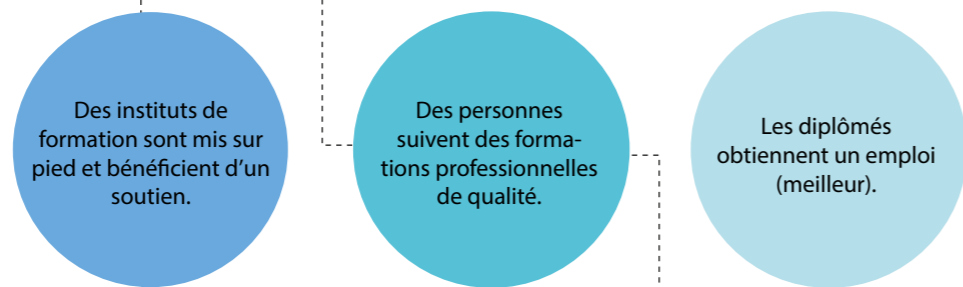 Des instituts de
formation sont mis sur
pied et bénéficient d’un
soutien.
Des personnes
suivent des forma-
tions professionnelles
de qualité.
Les diplômés
obtiennent un emploi
(meilleur).